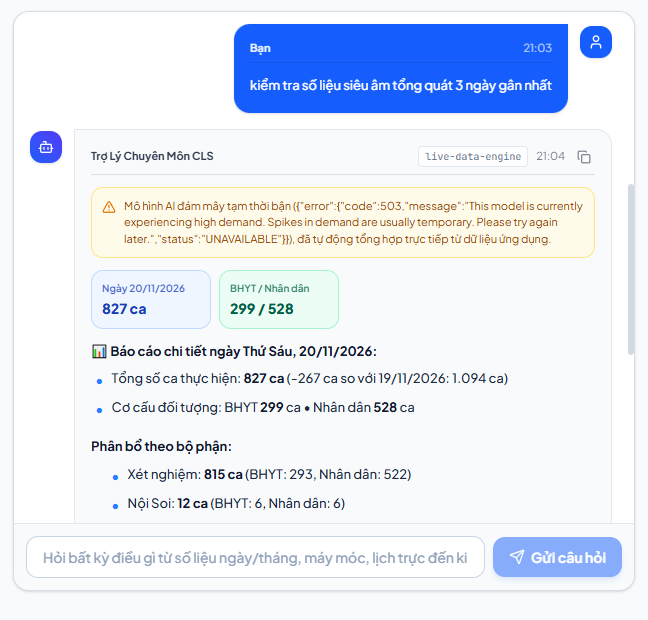 Bạn 21:03
kiểm tra số liệu siêu âm tổng quát 3 ngày gân nhất
Trợ Lý Chuyên Môn CLS live-data-engine 21:04
Mô hình AI đám mây tạm thời bận ({"error":{"code":503,"message":"This model is currently
experiencing high demand. Spikes in demand are usually temporary. Please try again
later.","status":"UNAVAILABLE"}}), đã tự động tổng hợp trực tiếp từ dữ liệu ứng dụng.
Ngày 20/11/2026
827 ca
BHYT / Nhân dân
299 / 528
📊 Báo cáo chi tiết ngày Thứ Sáu, 20/11/2026:
• Tổng số ca thực hiện: 827 ca (-267 ca so với 19/11/2026: 1.094 ca)
• Cơ cấu đối tượng: BHYT 299 ca • Nhân dân 528 ca
Phân bổ theo bộ phận:
• Xét nghiệm: 815 ca (BHYT: 293, Nhân dân: 522)
• Nội Soi: 12 ca (BHYT: 6, Nhân dân: 6)
Hỏi bất kỳ điều gì từ số liệu ngày/tháng, máy móc, lịch trực đến ki
Gửi câu hỏi